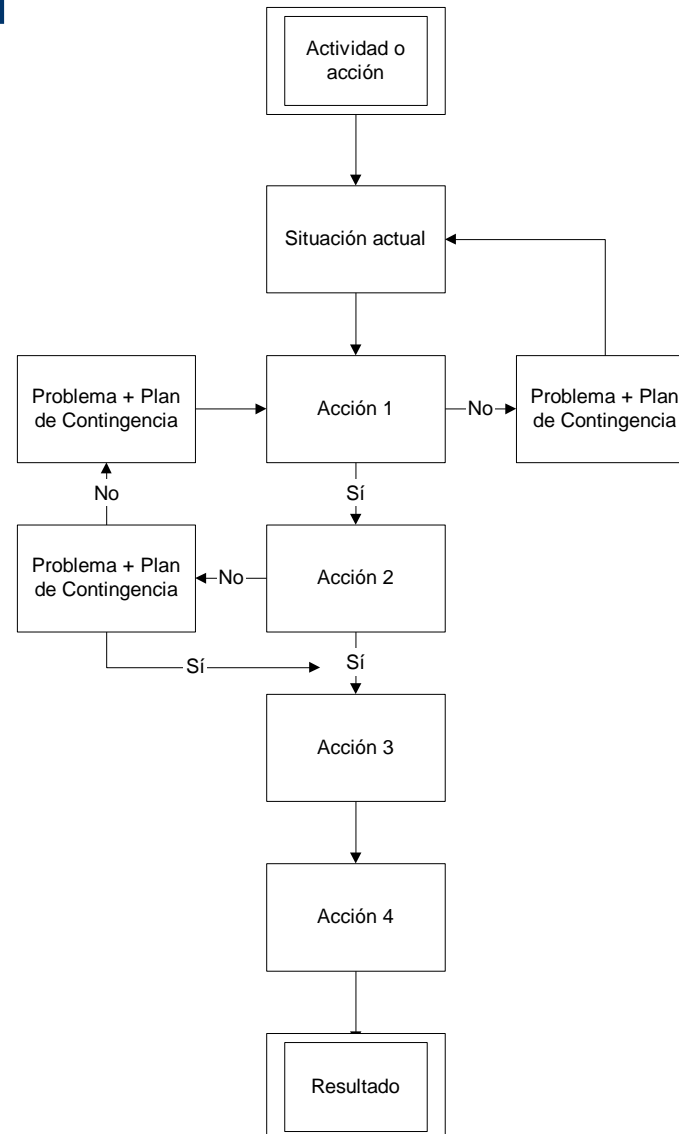 Actividad o
acción
Situación actual
Problema + Plan
de Contingencia
Acción 1
No
Problema + Plan
de Contingencia
No
Sí
Problema + Plan
de Contingencia
No
Acción 2
Sí
Sí
Acción 3
Acción 4
Resultado